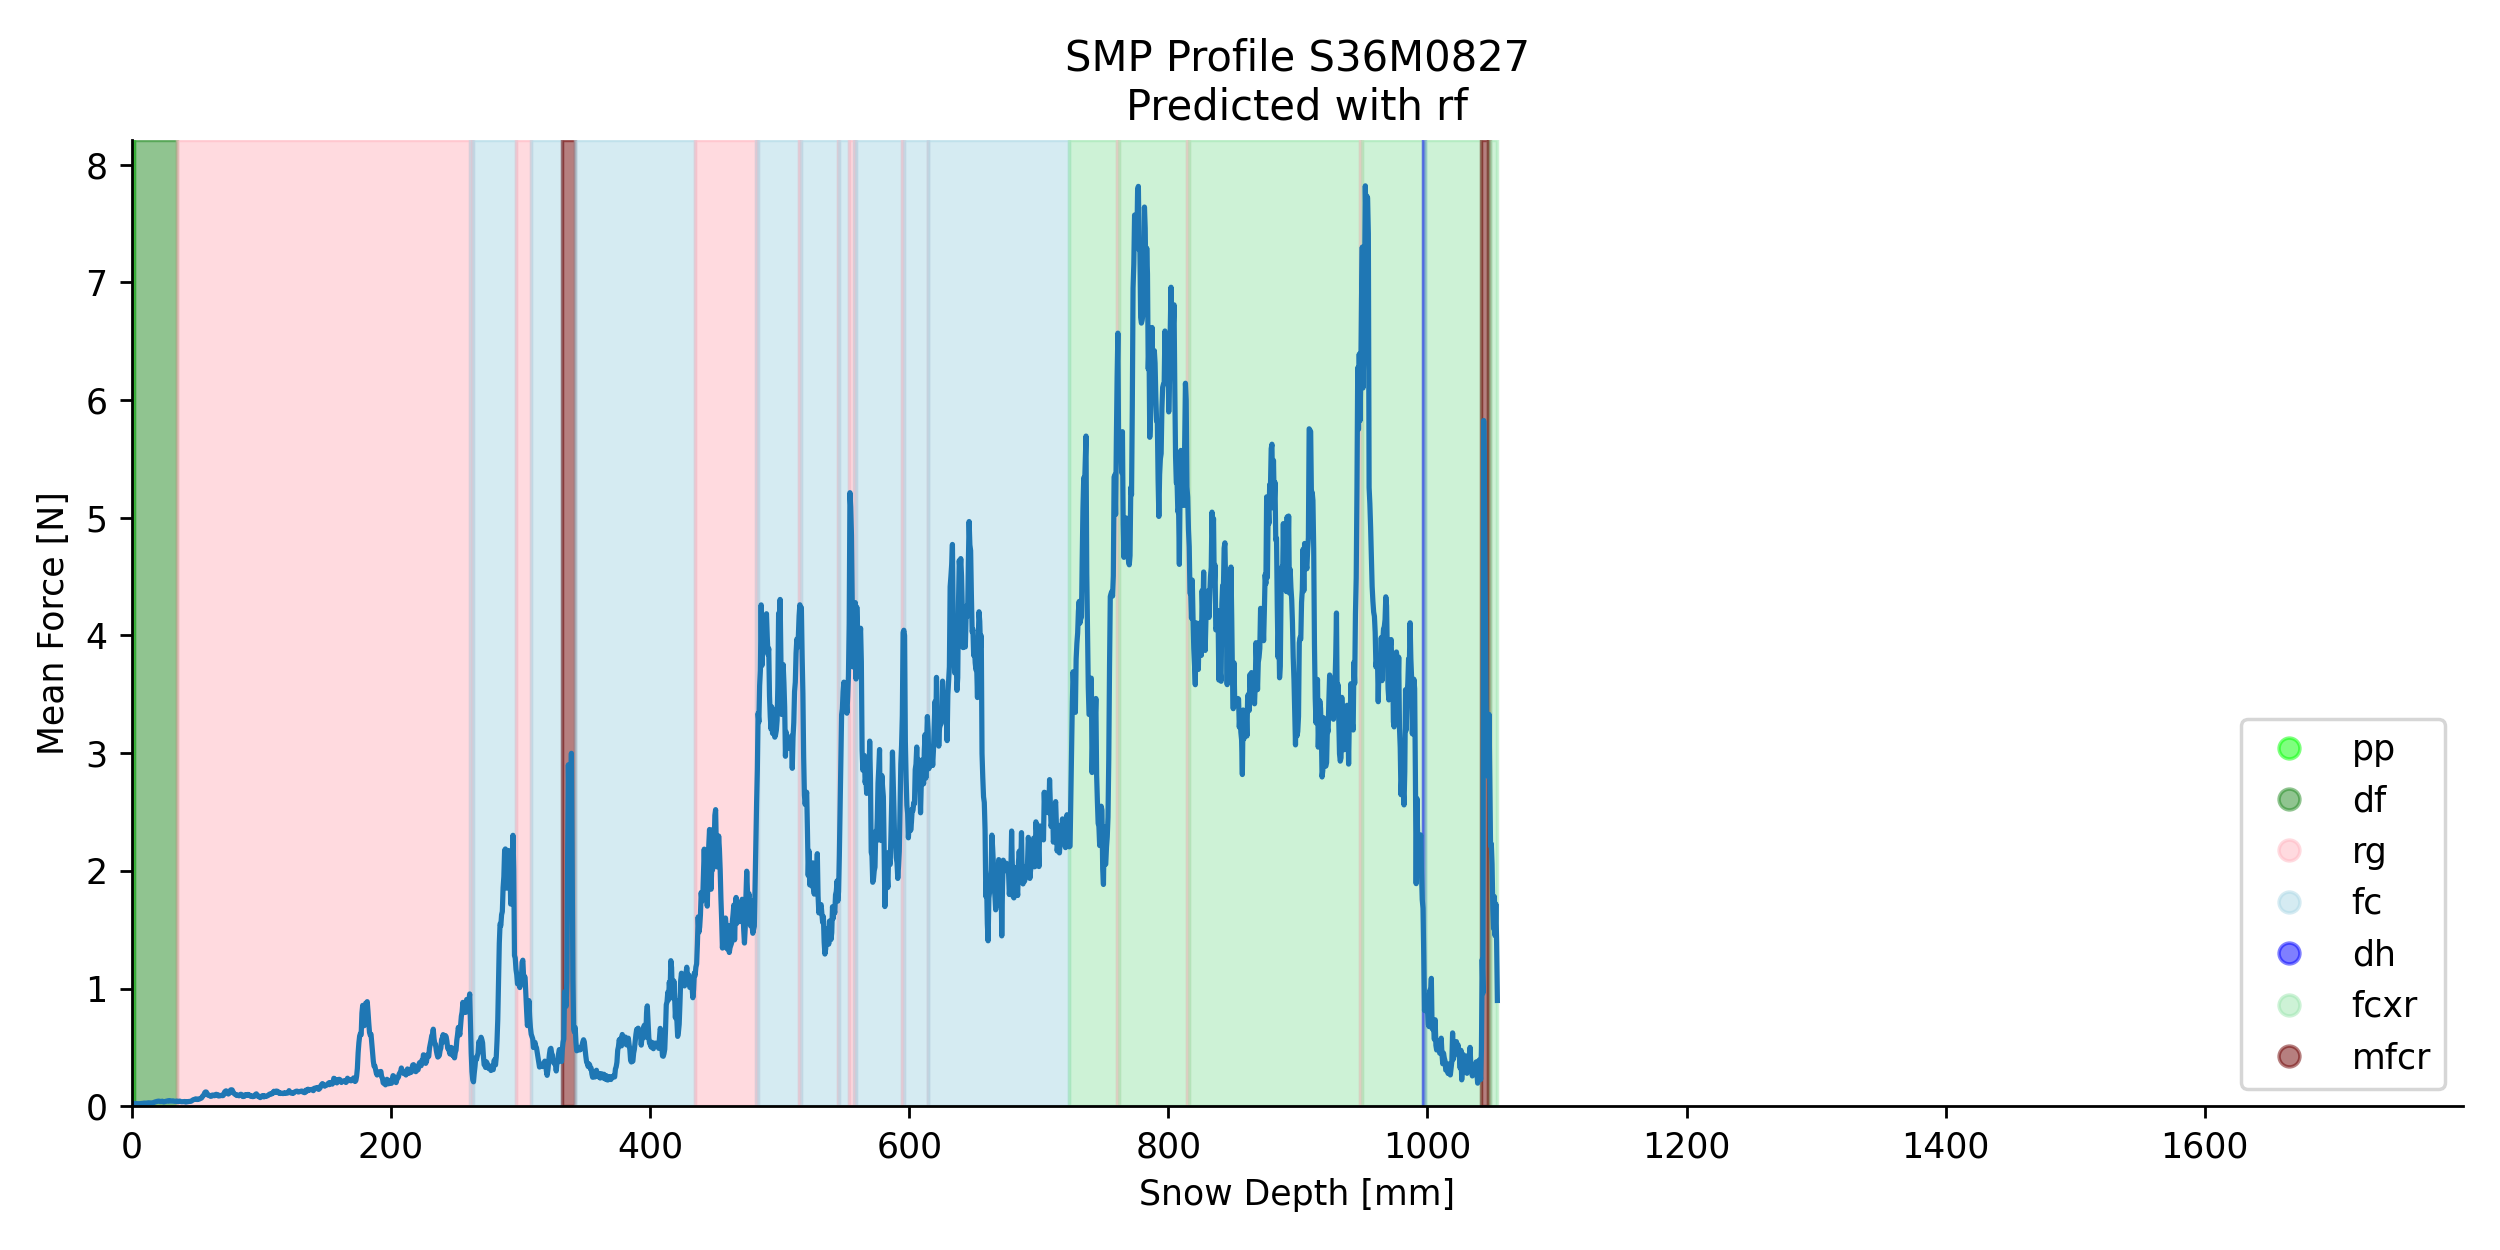 SMP Profile S36M0827
Predicted with rf
8
7
6
5
4
3
2
1
0
Mean Force [N]
0 200 400 600 800 1000 1200 1400 1600
Snow Depth [mm]
pp
df
rg
fc
dh
fcxr
mfcr